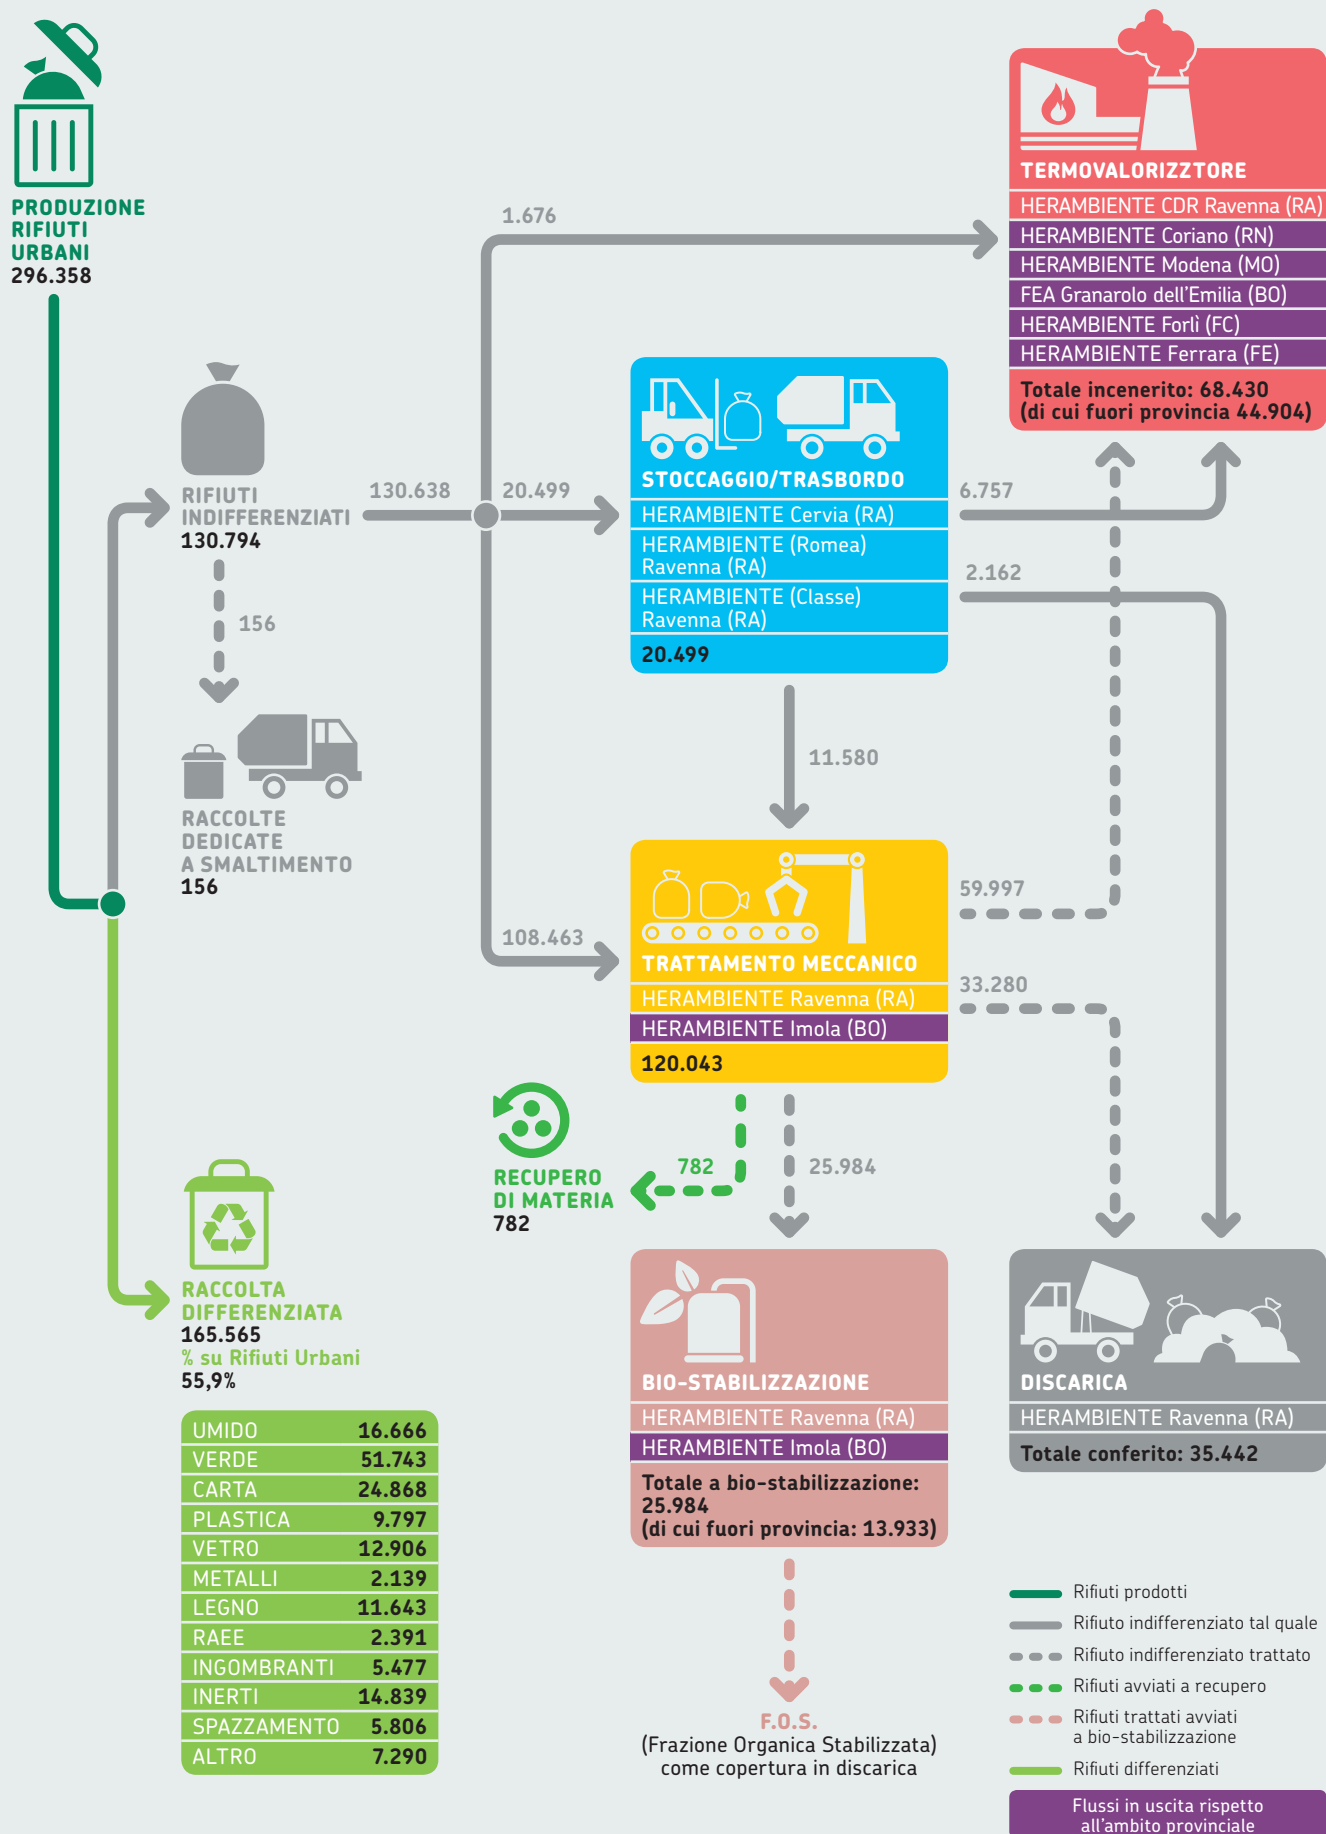 PRODUZIONE
RIFIUTI
URBANI
296.358
RIFIUTI
INDIFFERENZIATI
130.794
156
RACCOLTE
DEDICATE
A SMALTIMENTO
156
130.638
1.676
20.499
108.463
TERMOVALORIZZTORE
HERAMBIENTE CDR Ravenna (RA)
HERAMBIENTE Coriano (RN)
HERAMBIENTE Modena (MO)
FEA Granarolo dell'Emilia (BO)
HERAMBIENTE Forlì (FC)
HERAMBIENTE Ferrara (FE)
Totale incenerito: 68.430
(di cui fuori provincia 44.904)
STOCCAGGIO/TRASBORDO
HERAMBIENTE Cervia (RA)
HERAMBIENTE (Romea)
Ravenna (RA)
HERAMBIENTE (Classe)
Ravenna (RA)
20.499
6.757
2.162
11.580
TRATTAMENTO MECCANICO
HERAMBIENTE Ravenna (RA)
HERAMBIENTE Imola (BO)
120.043
59.997
33.280
RECUPERO
DI MATERIA
782
782
25.984
RACCOLTA
DIFFERENZIATA
165.565
% su Rifiuti Urbani
55,9%
UMIDO 16.666
VERDE 51.743
CARTA 24.868
PLASTICA 9.797
VETRO 12.906
METALLI 2.139
LEGNO 11.643
RAEE 2.391
INGOMBRANTI 5.477
INERTI 14.839
SPAZZAMENTO 5.806
ALTRO 7.290
BIO-STABILIZZAZIONE
HERAMBIENTE Ravenna (RA)
HERAMBIENTE Imola (BO)
Totale a bio-stabilizzazione:
25.984
(di cui fuori provincia: 13.933)
F.O.S.
(Frazione Organica Stabilizzata)
come copertura in discarica
DISCARICA
HERAMBIENTE Ravenna (RA)
Totale conferito: 35.442
Rifiuti prodotti
Rifiuto indifferenziato tal quale
Rifiuto indifferenziato trattato
Rifiuti avviati a recupero
Rifiuti trattati avviati
a bio-stabilizzazione
Rifiuti differenziati
Flussi in uscita rispetto
all'ambito provinciale